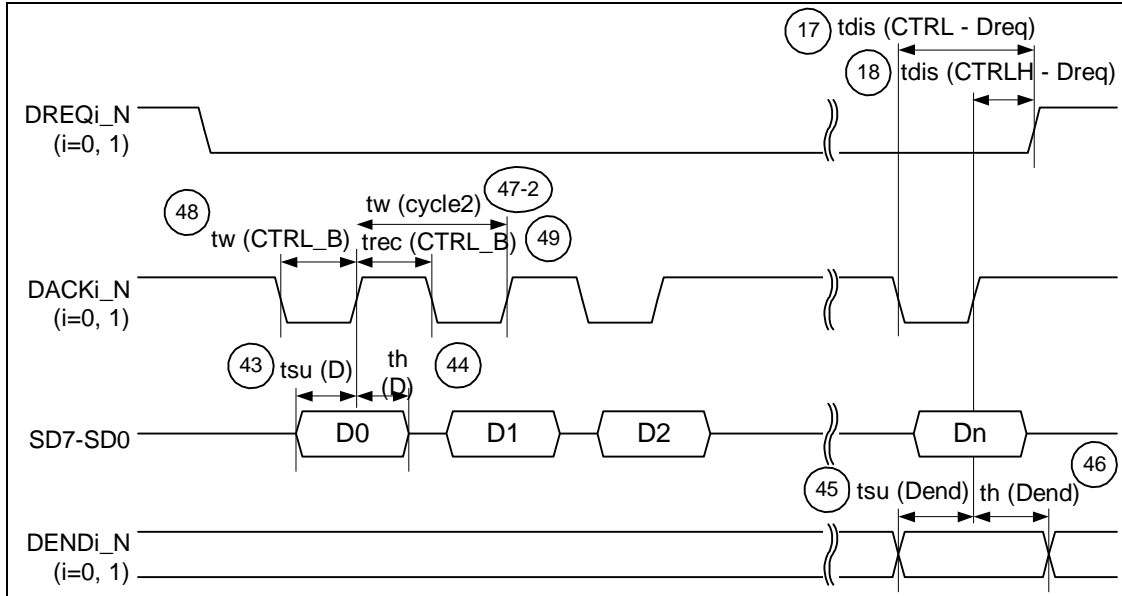 17 tdis (CTRL - Dreq)
18 tdis (CTRLH - Dreq)
DREQi_N
(i=0, 1)
47-2
48 tw (cycle2)
tw (CTRL_B) trec (CTRL_B) 49
DACKi_N
(i=0, 1)
43 tsu (D) th (D) 44
SD7-SD0 D0 D1 D2 Dn
46
45 tsu (Dend) th (Dend)
DENDi_N
(i=0, 1)